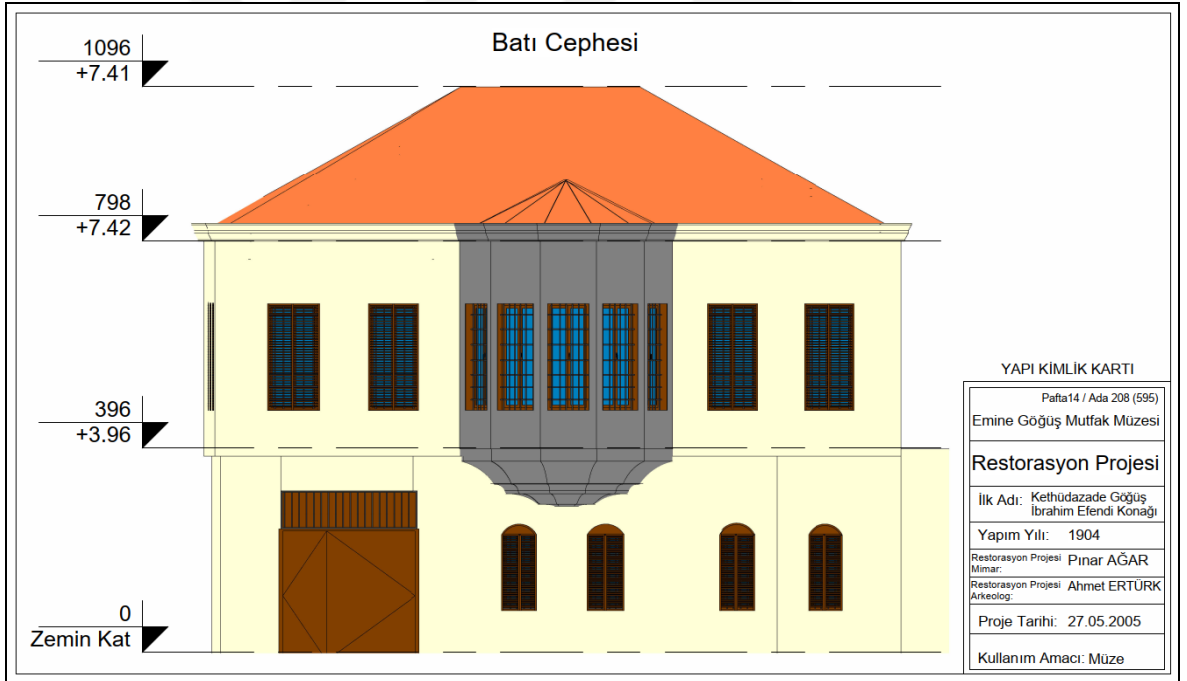 Batı Cephesi
1096
+7.41
798
+7.42
396
+3.96
0
Zemin Kat
YAPI KİMLİK KARTI
Pafta14 / Ada 208 (595)
Emine Göğüş Mutfak Müzesi
Restorasyon Projesi
İlk Adı: Kethüdazade Göğüş
İbrahim Efendi Konağı
Yapım Yılı: 1904
Restorasyon Projesi
Mimar: Pınar AĞAR
Restorasyon Projesi
Arkeolog: Ahmet ERTÜRK
Proje Tarihi: 27.05.2005
Kullanım Amacı: Müze